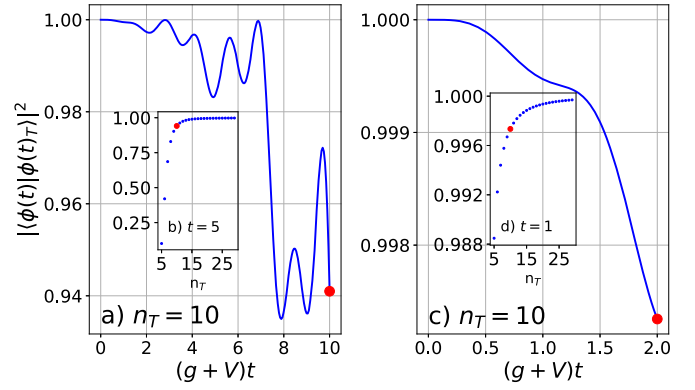 |⟨ϕ(t)|ϕ(t)_T⟩|²
1.00
0.98
0.96
0.94
0 2 4 6 8 10
(g + V)t
a) n_T = 10
1.00
0.75
0.50
0.25
5 15 25
n_T
b) t = 5
1.000
0.999
0.998
0.0 0.5 1.0 1.5 2.0
(g + V)t
c) n_T = 10
1.000
0.996
0.992
0.988
5 15 25
n_T
d) t = 1